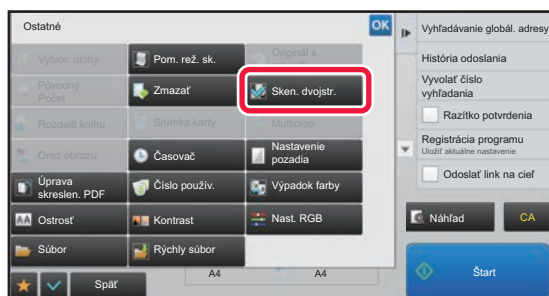 Ostatné
OK
Vytvor. úlohy
Pom. rež. sk.
Originál s
Pôvodný
Počet
Zmazať
Sken. dvojstr.
Rozdeliť knihu
Snímka karty
Multicrop
Orez obrazu
Časovač
Nastavenie
pozadia
Úprava
skreslen. PDF
Číslo použív.
Výpadok farby
Ostrosť
Kontrast
Nast. RGB
Súbor
Rýchly súbor
Späť
A4
A4
Vyhľadávanie globál. adresy
História odoslania
Vyvolať číslo
vyhľadania
Razítko potvrdenia
Registrácia programu
Uložiť aktuálne nastavenie
Odoslať link na cieľ
Náhľad
CA
Štart